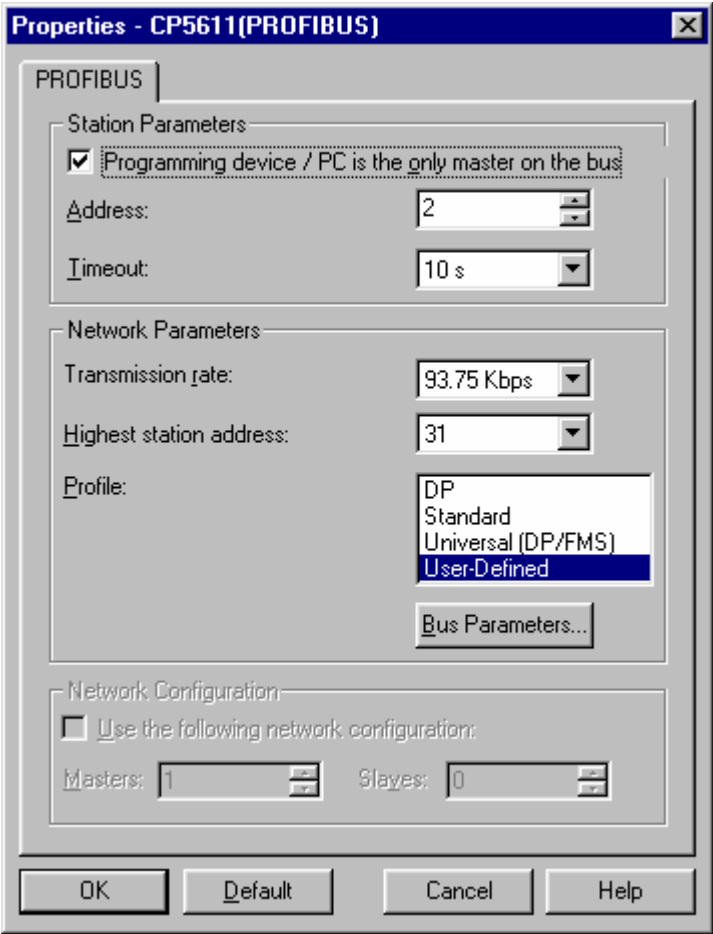 Properties - CP5611(PROFIBUS)
PROFIBUS
Station Parameters
Programming device / PC is the only master on the bus
Address: 2
Timeout: 10 s
Network Parameters
Transmission rate: 93.75 Kbps
Highest station address: 31
Profile: DP
Standard
Universal (DP/FMS)
User-Defined
Bus Parameters...
Network Configuration
Use the following network configuration:
Masters: 1 Slaves: 0
OK Default Cancel Help